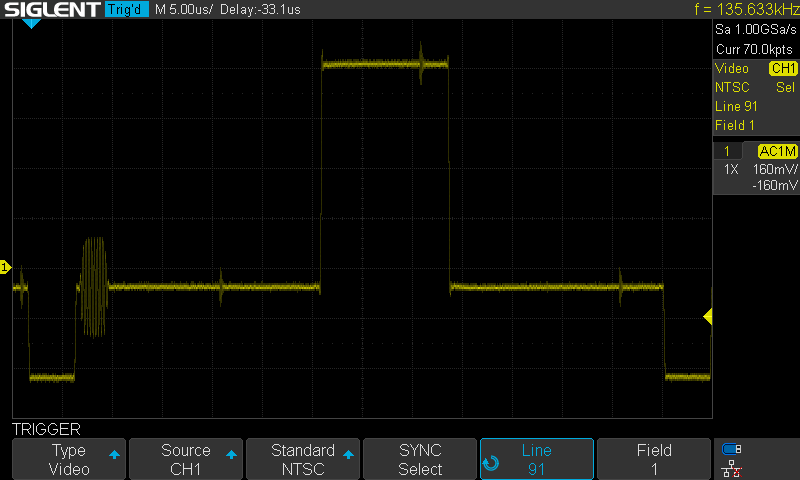 SIGLENT Trig'd M 5.00us/ Delay:-33.1us f = 135.633kHz
Sa 1.00GSa/s
Curr 70.0kpts
Video CH1
NTSC Sel
Line 91
Field 1
1 AC1M
1X 160mV/
-160mV
1
TRIGGER
Type Source Standard SYNC Line Field
Video CH1 NTSC Select 91 1